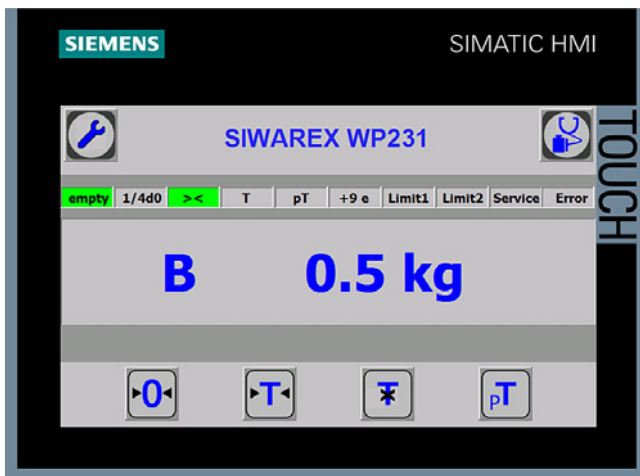 SIEMENS SIMATIC HMI
TOUCH
SIWAREX WP231
empty 1/4d0 >< T pT +9 e Limit1 Limit2 Service Error
B 0.5 kg
0 T T pT